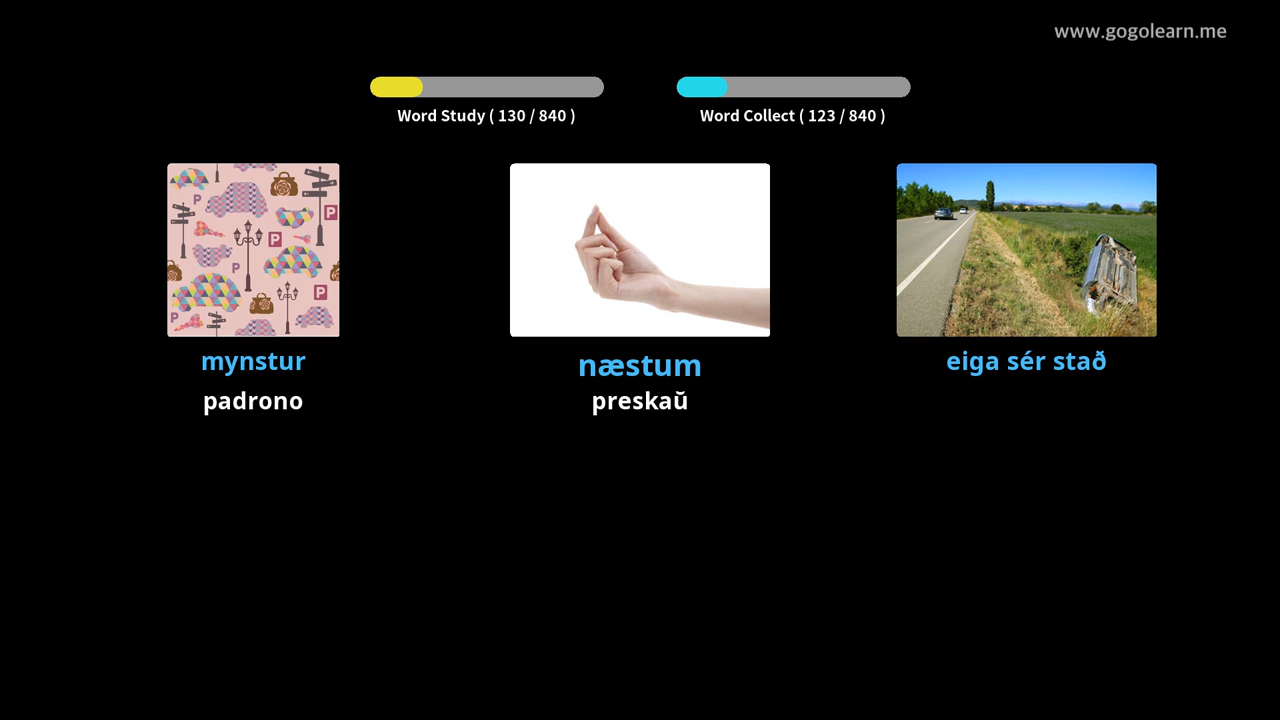 www.gogolearn.me
Word Study ( 130 / 840 )
Word Collect ( 123 / 840 )
P
P
P
P
P
P
mynstur
næstum
eiga sér stað
padrono
preskaŭ